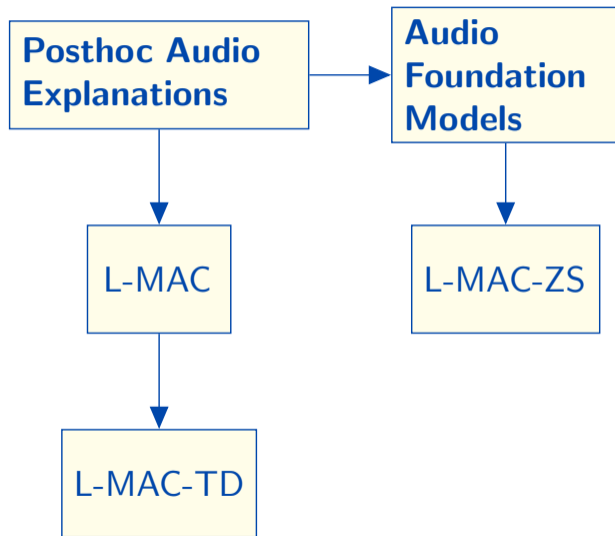 Posthoc Audio
Explanations
Audio
Foundation
Models
L-MAC
L-MAC-ZS
L-MAC-TD